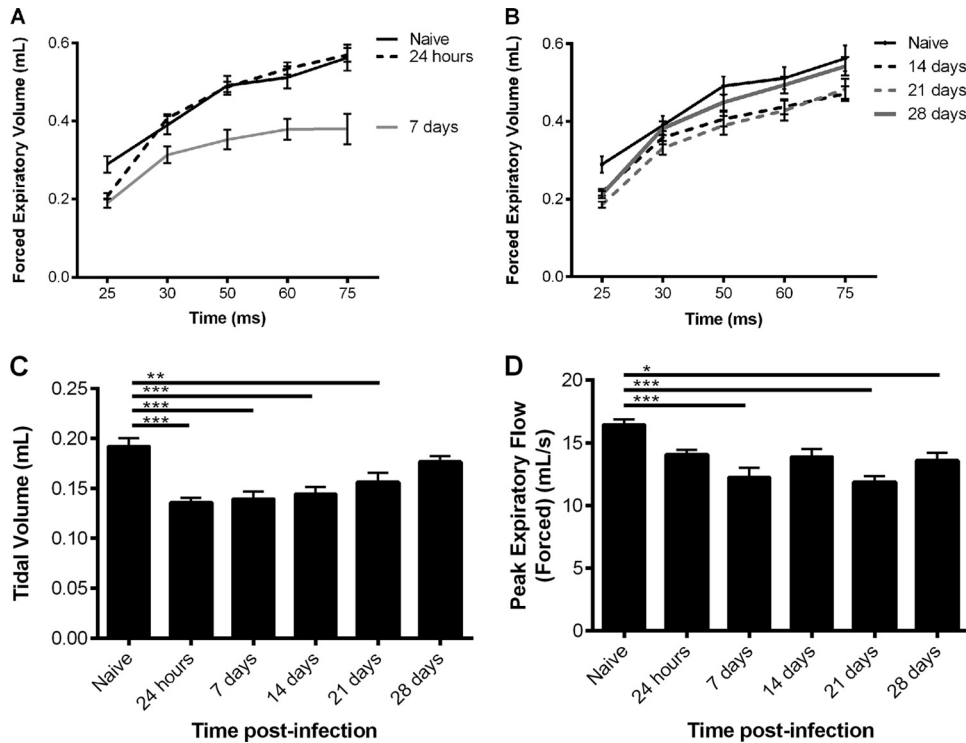 A
Forced Expiratory Volume (mL)
0.6
0.4
0.2
0.0
25 30 50 60 75
Time (ms)
Naive
24 hours
7 days
B
Forced Expiratory Volume (mL)
0.6
0.4
0.2
0.0
25 30 50 60 75
Time (ms)
Naive
14 days
21 days
28 days
C
Tidal Volume (mL)
0.25
0.20
0.15
0.10
0.05
0.00
**
***
***
***
Naive
24 hours
7 days
14 days
21 days
28 days
Time post-infection
D
Peak Expiratory Flow
(Forced) (mL/s)
20
15
10
5
0
*
***
***
Naive
24 hours
7 days
14 days
21 days
28 days
Time post-infection